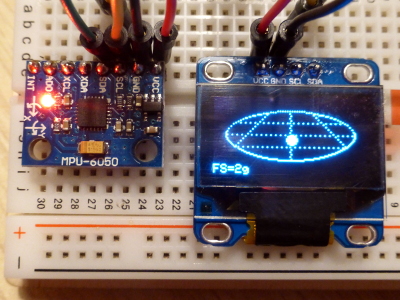 a b c d e
VCC GND SCL SDA
INT
ADO
XCL
XDA
SDA
SCL
GND
VCC
FS=2g
MPU-6050
f g h i j
30 29 28 27 26 25 24 23 22 21
+
-